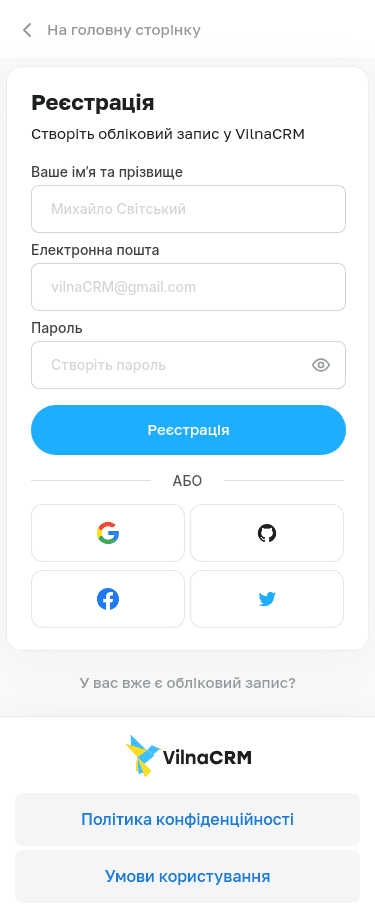 На головну сторінку
Реєстрація
Створіть обліковий запис у VilnaCRM
Ваше ім’я та прізвище
Михайло Світський
Електронна пошта
vilnaCRM@gmail.com
Пароль
Створіть пароль
Реєстрація
АБО
У вас вже є обліковий запис?
VilnaCRM
Політика конфіденційності
Умови користування